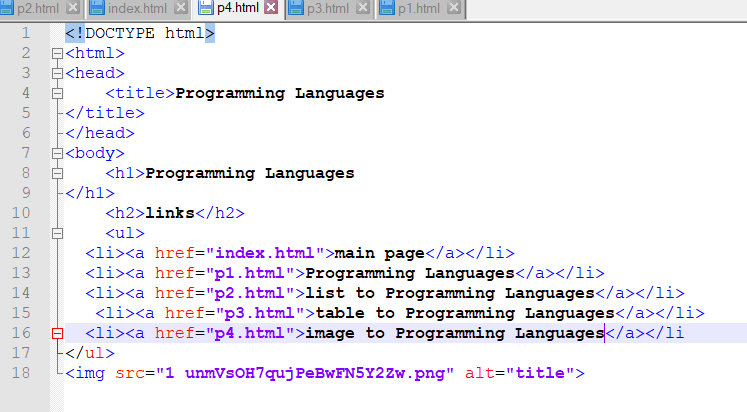 p2.html index.html p4.html p3.html p1.html
1 <!DOCTYPE html>
2 <html>
3 <head>
4 <title>Programming Languages
5 </title>
6 </head>
7 <body>
8 <h1>Programming Languages
9 </h1>
10 <h2>links</h2>
11 <ul>
12 <li><a href="index.html">main page</a></li>
13 <li><a href="p1.html">Programming Languages</a></li>
14 <li><a href="p2.html">list to Programming Languages</a></li>
15 <li><a href="p3.html">table to Programming Languages</a></li>
16 <li><a href="p4.html">image to Programming Languages</a></li
17 </ul>
18 <img src="1 unmVsOH7qujPeBwFN5Y2Zw.png" alt="title">